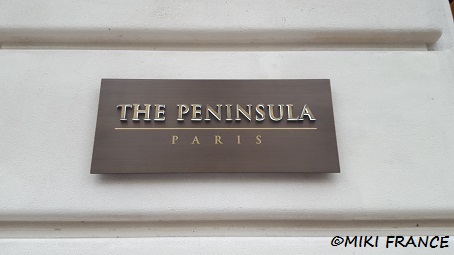 THE PENINSULA
PARIS
©MIKI FRANCE